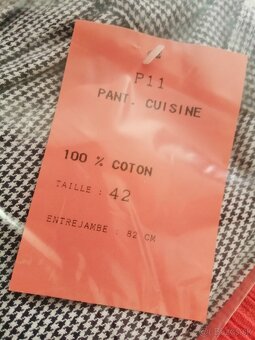 P11
PANT. CUISINE
100 % COTON
TAILLE : 42
ENTREJAMBE : 82 CM